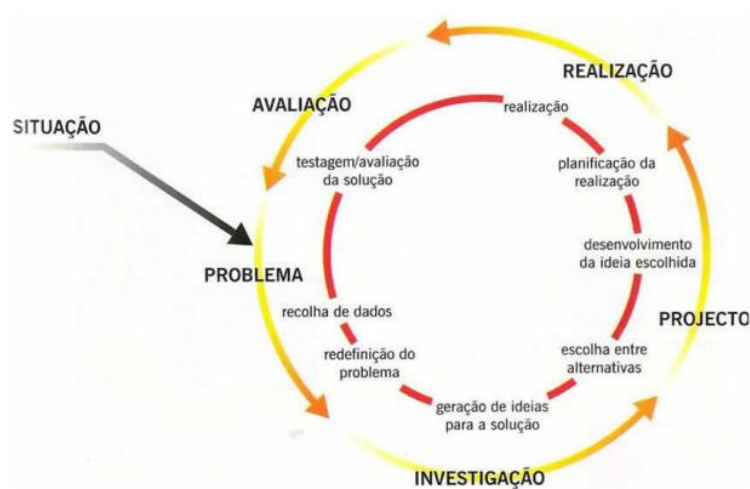 REALIZAÇÃO
AVALIAÇÃO
realização
SITUAÇÃO
testagem/avaliação
da solução
planificação da
realização
desenvolvimento
da ideia escolhida
PROBLEMA
recolha de dados
PROJECTO
redefinição do
problema
escolha entre
alternativas
geração de ideias
para a solução
INVESTIGAÇÃO